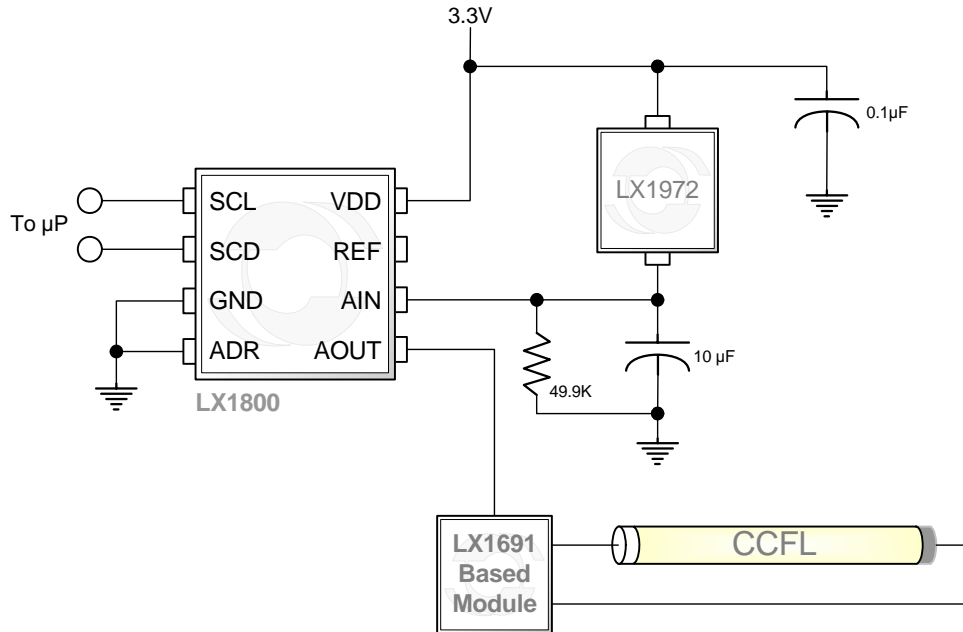 3.3V
0.1µF
LX1972
To µP
SCL
VDD
SCD
REF
GND
AIN
ADR
AOUT
LX1800
49.9K
10 µF
LX1691
Based
Module
CCFL